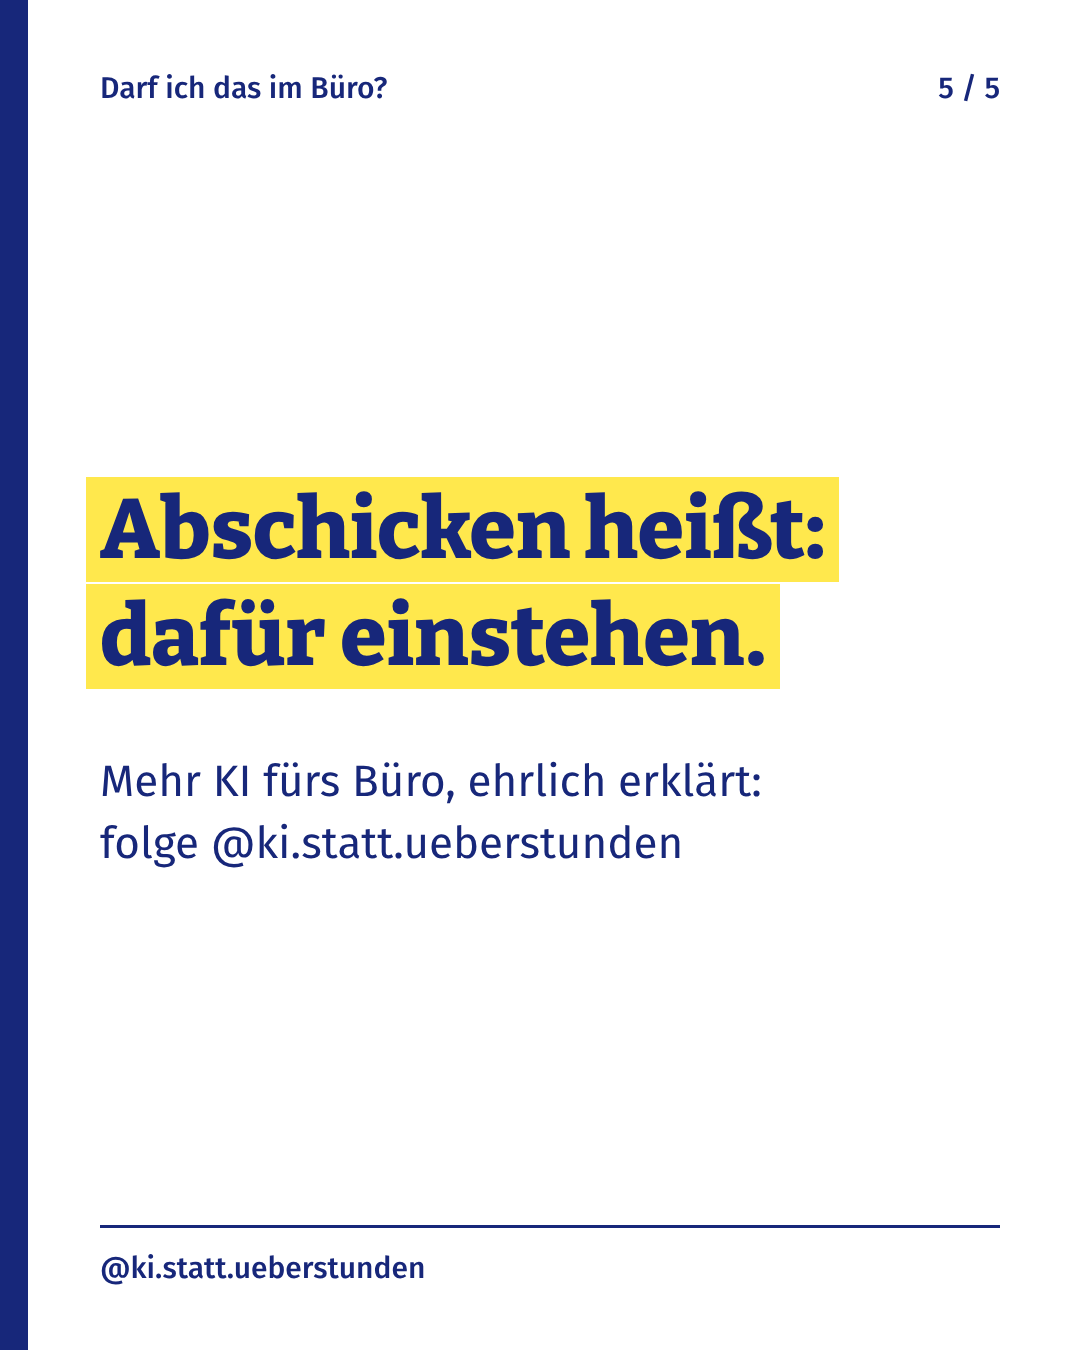 Darf ich das im Büro?
5 / 5
Abschicken heißt:
dafür einstehen.
Mehr KI fürs Büro, ehrlich erklärt:
folge @ki.statt.ueberstunden
@ki.statt.ueberstunden